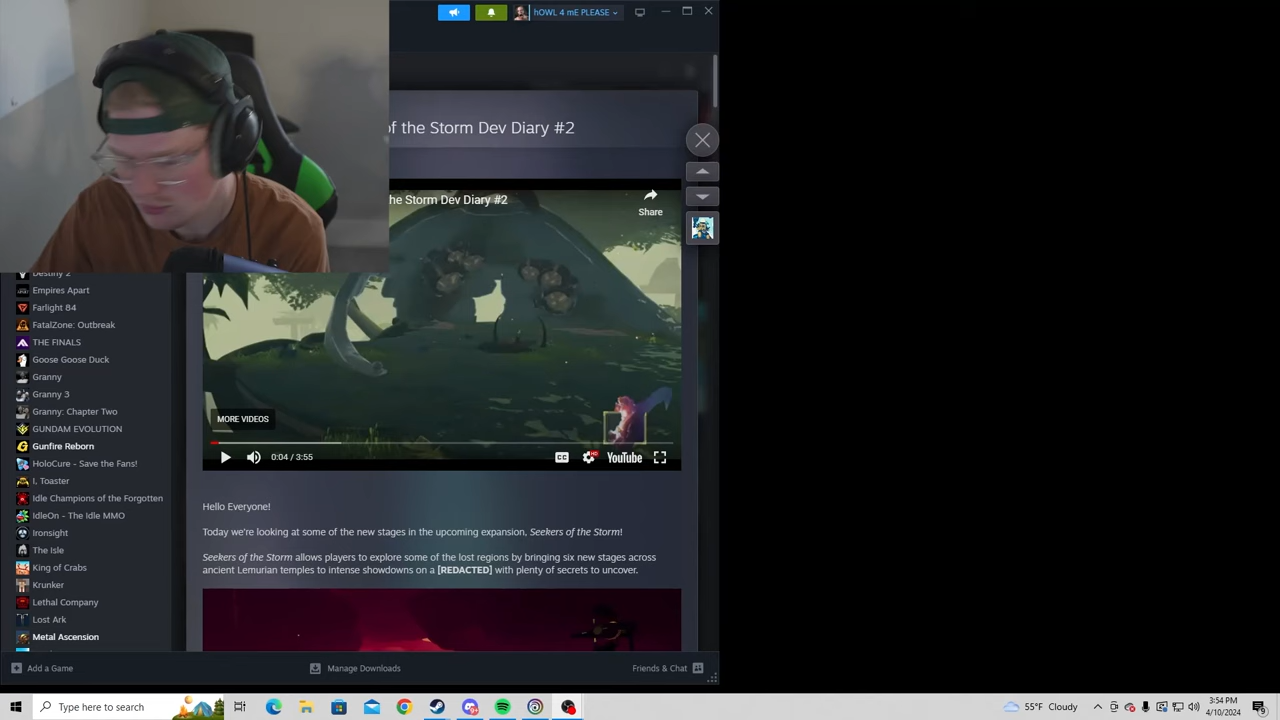 hOWL 4 mE PLEASE
of the Storm Dev Diary #2
the Storm Dev Diary #2
Share
Destiny 2
Empires Apart
Farlight 84
FatalZone: Outbreak
THE FINALS
Goose Goose Duck
Granny
Granny 3
Granny: Chapter Two
GUNDAM EVOLUTION
Gunfire Reborn
HoloCure - Save the Fans!
I, Toaster
Idle Champions of the Forgotten
IdleOn - The Idle MMO
Ironsight
The Isle
King of Crabs
Krunker
Lethal Company
Lost Ark
Metal Ascension
MORE VIDEOS
0:04 / 3:55
CC
HD
YouTube
Hello Everyone!
Today we're looking at some of the new stages in the upcoming expansion, Seekers of the Storm!
Seekers of the Storm allows players to explore some of the lost regions by bringing six new stages across
ancient Lemurian temples to intense showdowns on a [REDACTED] with plenty of secrets to uncover.
Add a Game
Manage Downloads
Friends & Chat
Type here to search
55°F Cloudy
3:54 PM
4/10/2024